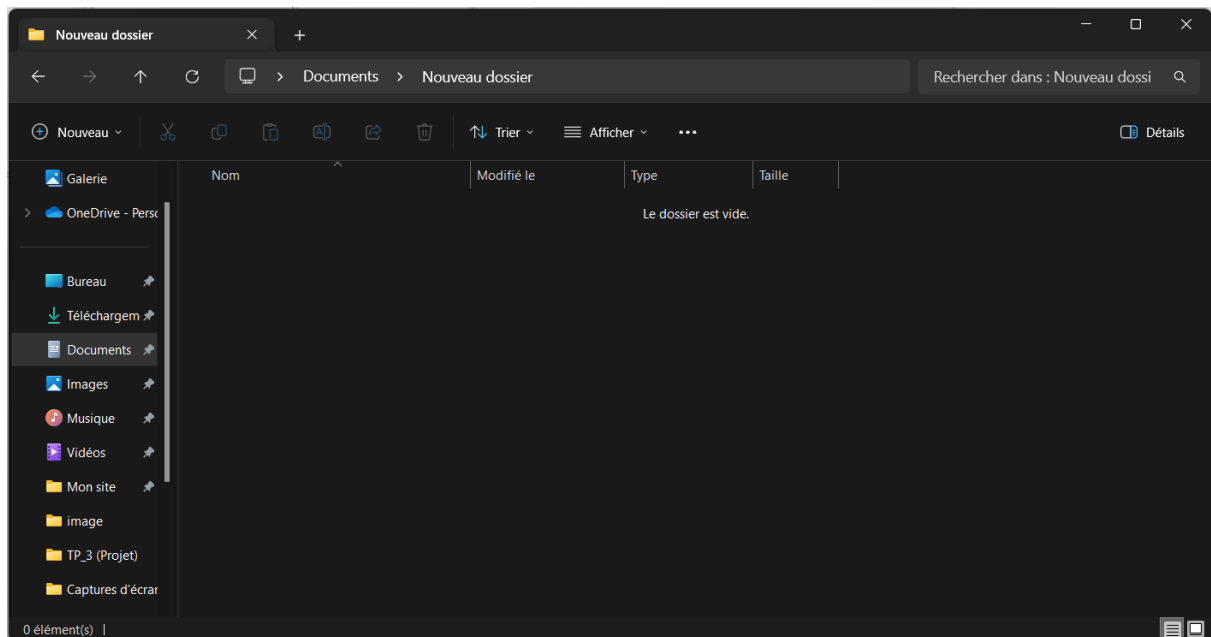 Nouveau dossier
Documents > Nouveau dossier
Rechercher dans : Nouveau dossi
Nouveau
Trier
Afficher
Détails
Nom
Modifié le
Type
Taille
Le dossier est vide.
Galerie
OneDrive - Perso
Bureau
Téléchargem
Documents
Images
Musique
Vidéos
Mon site
image
TP_3 (Projet)
Captures d'écran
0 élément(s)